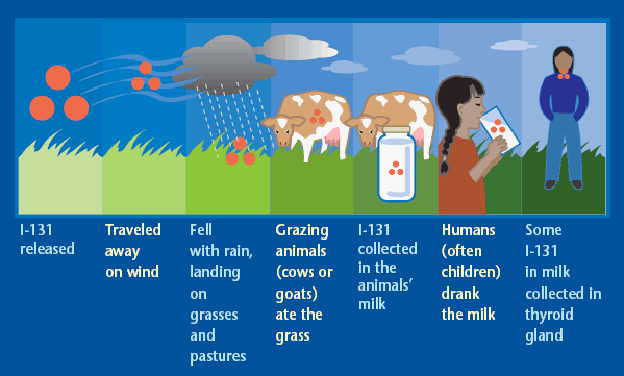 I-131
released
Traveled
away
on wind
Fell
with rain,
landing
on
grasses
and
pastures
Grazing
animals
(cows or
goats)
ate the
grass
I-131
collected
in the
animals’
milk
Humans
(often
children)
drank
the milk
Some
I-131
in milk
collected in
thyroid
gland